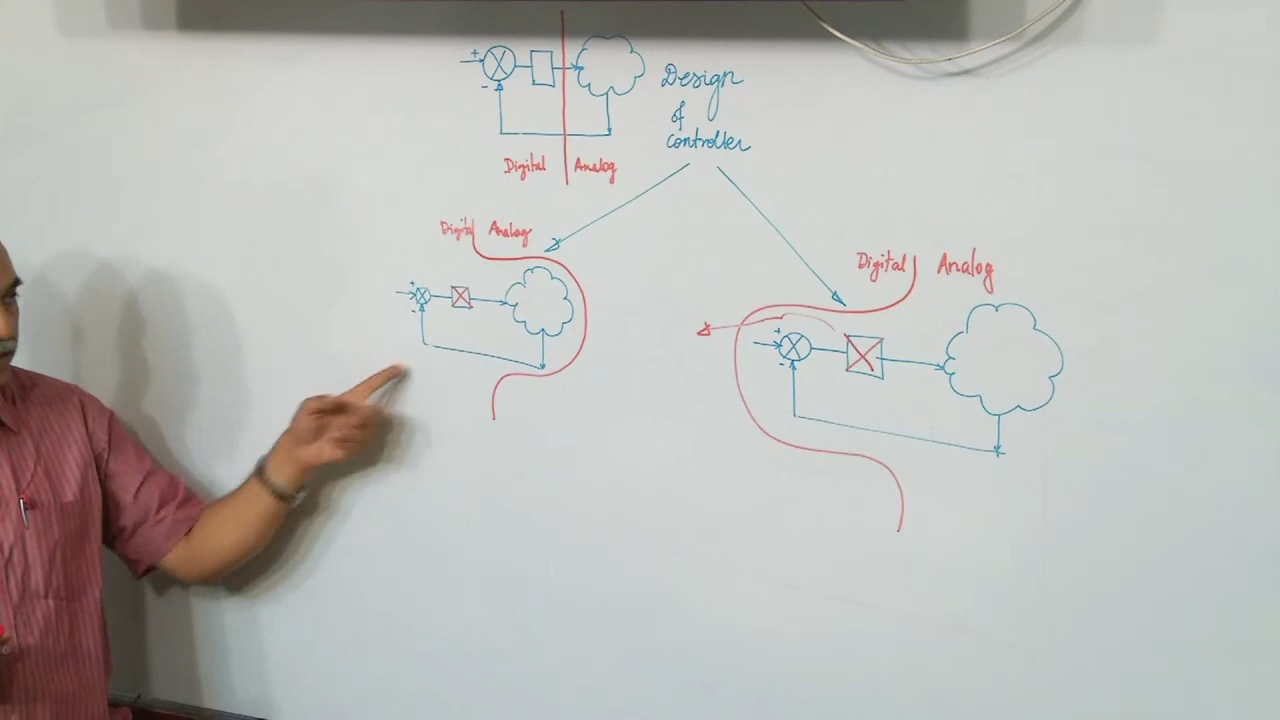 +
-
Design
of
Controller
Digital Analog
Digital Analog
+
-
Digital Analog
+
-